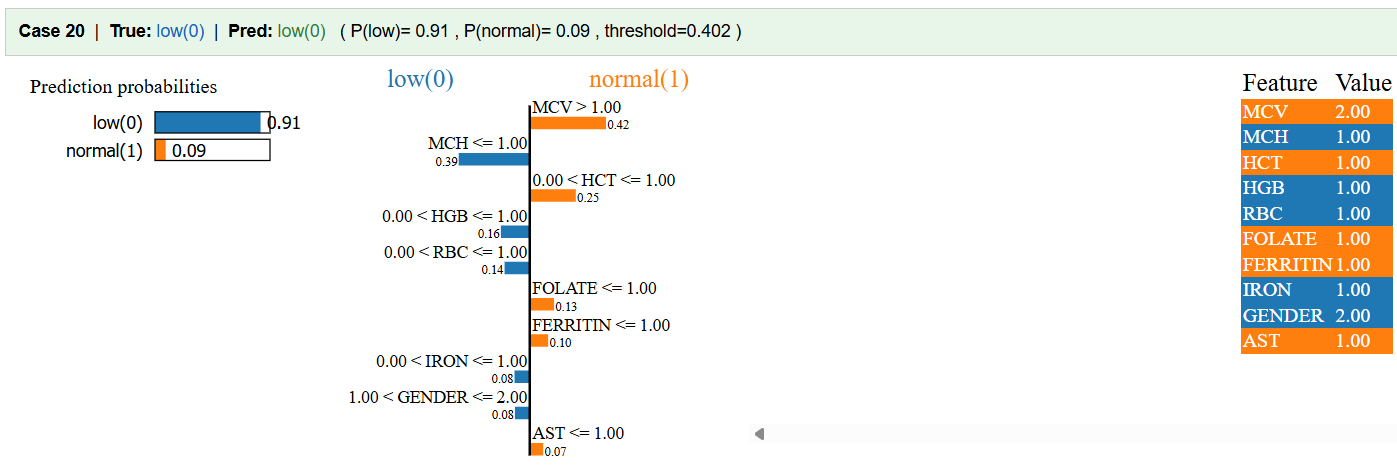 Case 20 | True: low(0) | Pred: low(0) ( P(low)= 0.91 , P(normal)= 0.09 , threshold=0.402 )
Prediction probabilities
low(0) 0.91
normal(1) 0.09
low(0) normal(1)
MCV > 1.00
0.42
MCH <= 1.00
0.39
0.00 < HCT <= 1.00
0.25
0.00 < HGB <= 1.00
0.16
0.00 < RBC <= 1.00
0.14
FOLATE <= 1.00
0.13
FERRITIN <= 1.00
0.10
0.00 < IRON <= 1.00
0.08
1.00 < GENDER <= 2.00
0.08
AST <= 1.00
0.07
Feature Value
MCV 2.00
MCH 1.00
HCT 1.00
HGB 1.00
RBC 1.00
FOLATE 1.00
FERRITIN 1.00
IRON 1.00
GENDER 2.00
AST 1.00